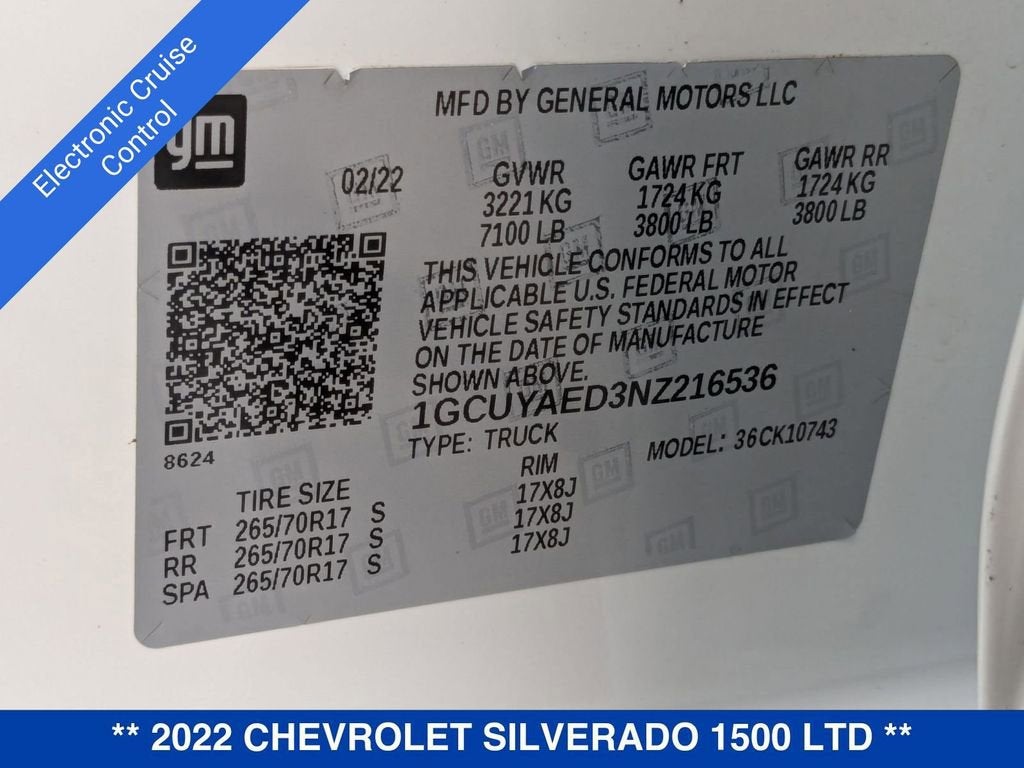 Electronic Cruise
Control
gm
MFD BY GENERAL MOTORS LLC
02/22
GVWR
3221 KG
7100 LB
GAWR FRT
1724 KG
3800 LB
GAWR RR
1724 KG
3800 LB
THIS VEHICLE CONFORMS TO ALL
APPLICABLE U.S. FEDERAL MOTOR
VEHICLE SAFETY STANDARDS IN EFFECT
ON THE DATE OF MANUFACTURE
SHOWN ABOVE.
1GCUYAED3NZ216536
TYPE: TRUCK
MODEL: 36CK10743
8624
TIRE SIZE RIM
FRT 265/70R17 S 17X8J
RR 265/70R17 S 17X8J
SPA 265/70R17 S 17X8J
** 2022 CHEVROLET SILVERADO 1500 LTD **